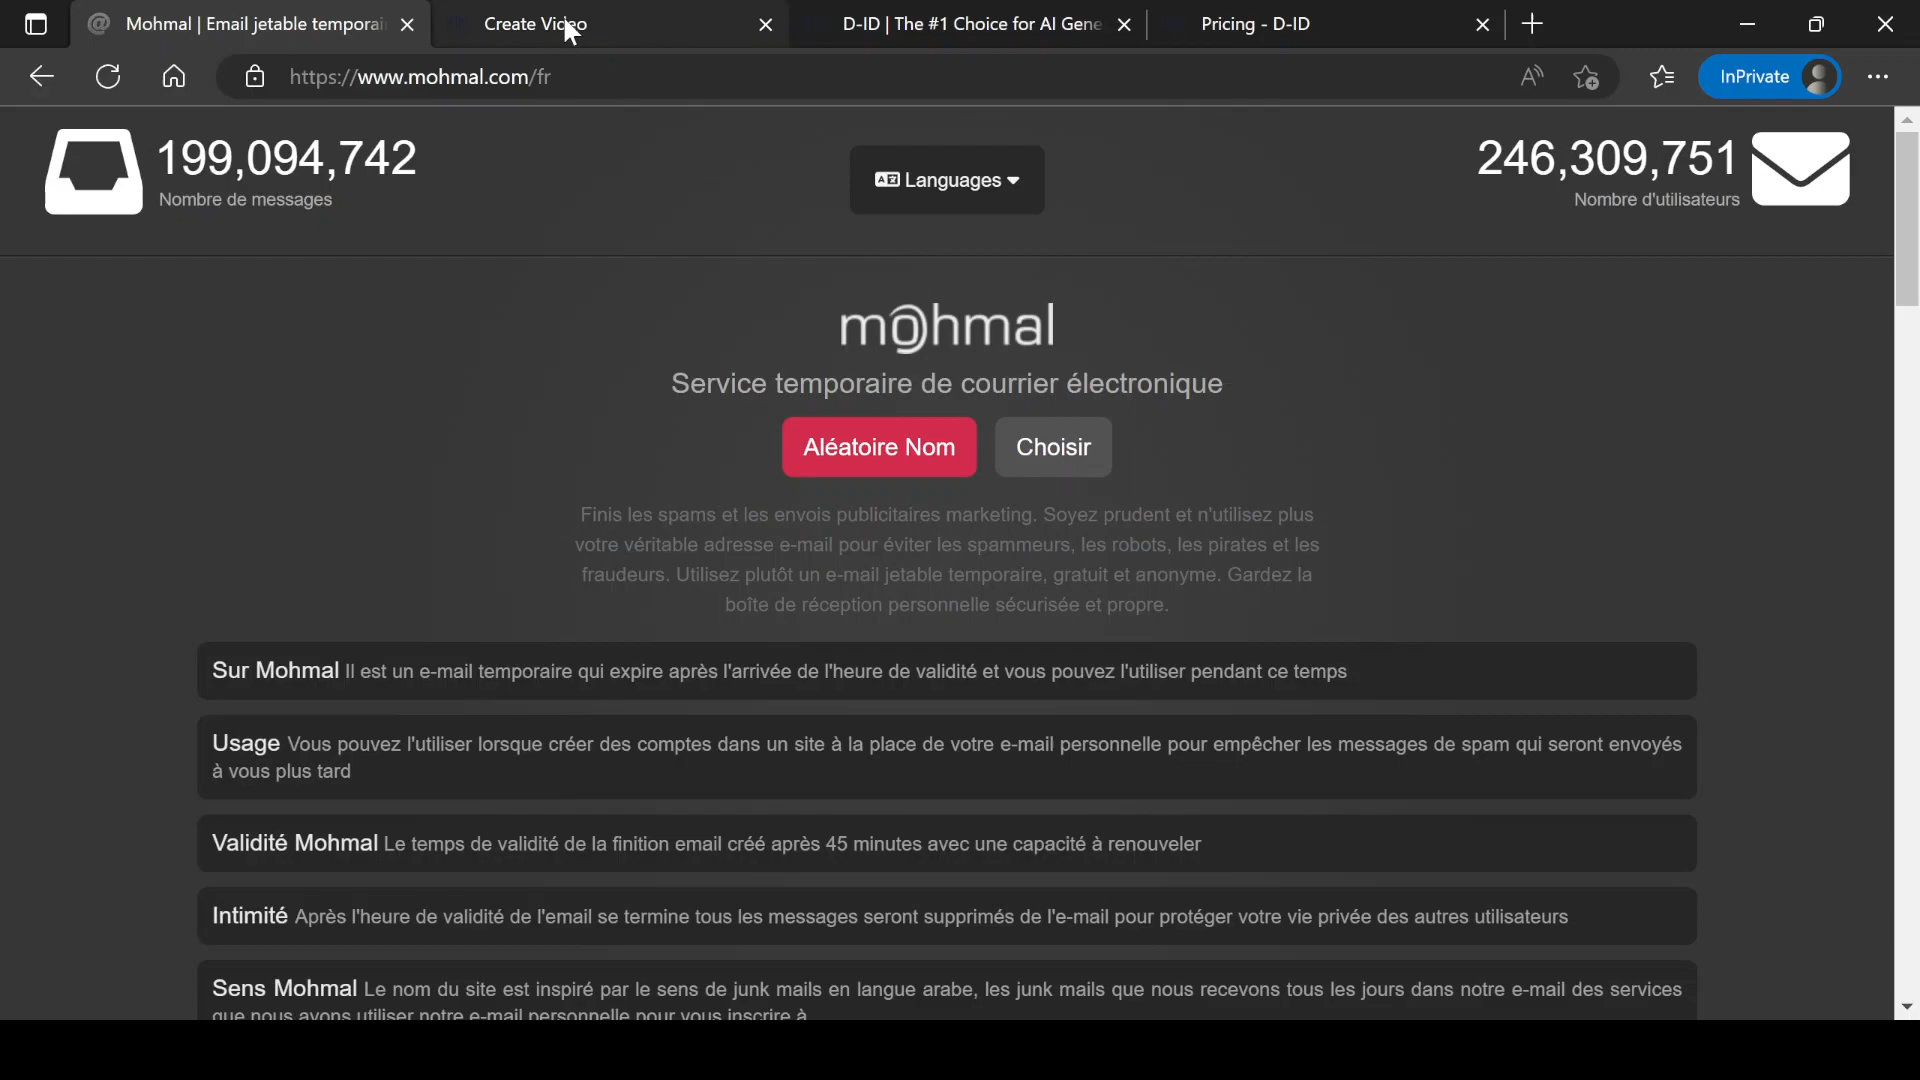 Mohmal | Email jetable temporai
Create Video
D-ID | The #1 Choice for AI Gene
Pricing - D-ID
https://www.mohmal.com/fr
InPrivate
199,094,742
Nombre de messages
Languages
246,309,751
Nombre d'utilisateurs
mohmal
Service temporaire de courrier électronique
Aléatoire Nom
Choisir
Finis les spams et les envois publicitaires marketing. Soyez prudent et n'utilisez plus
votre véritable adresse e-mail pour éviter les spammeurs, les robots, les pirates et les
fraudeurs. Utilisez plutôt un e-mail jetable temporaire, gratuit et anonyme. Gardez la
boîte de réception personnelle sécurisée et propre.
Sur Mohmal Il est un e-mail temporaire qui expire après l'arrivée de l'heure de validité et vous pouvez l'utiliser pendant ce temps
Usage Vous pouvez l'utiliser lorsque créer des comptes dans un site à la place de votre e-mail personnelle pour empêcher les messages de spam qui seront envoyés
à vous plus tard
Validité Mohmal Le temps de validité de la finition email créé après 45 minutes avec une capacité à renouveler
Intimité Après l'heure de validité de l'email se termine tous les messages seront supprimés de l'e-mail pour protéger votre vie privée des autres utilisateurs
Sens Mohmal Le nom du site est inspiré par le sens de junk mails en langue arabe, les junk mails que nous recevons tous les jours dans notre e-mail des services
que nous avons utiliser notre e-mail personnelle pour vous inscrire à